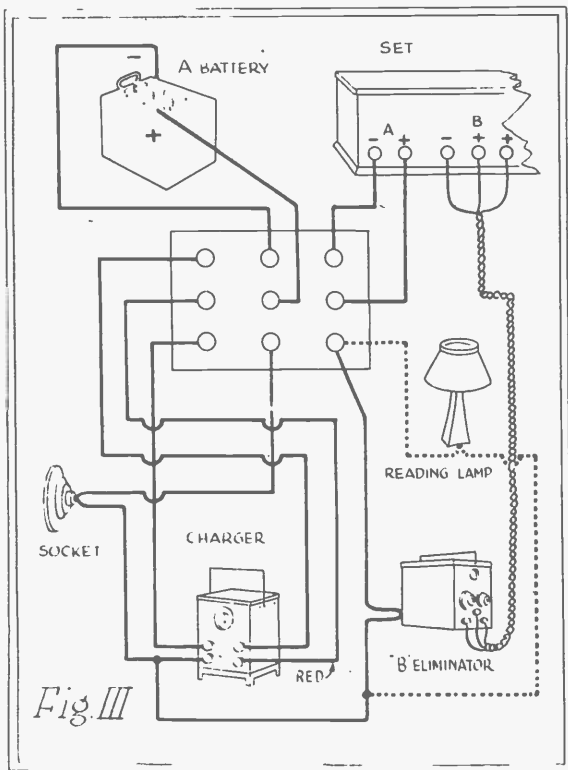 SET
A BATTERY
-
+
A
B
- + - + +
READING LAMP
SOCKET
CHARGER
"B" ELIMINATOR
RED
Fig. III